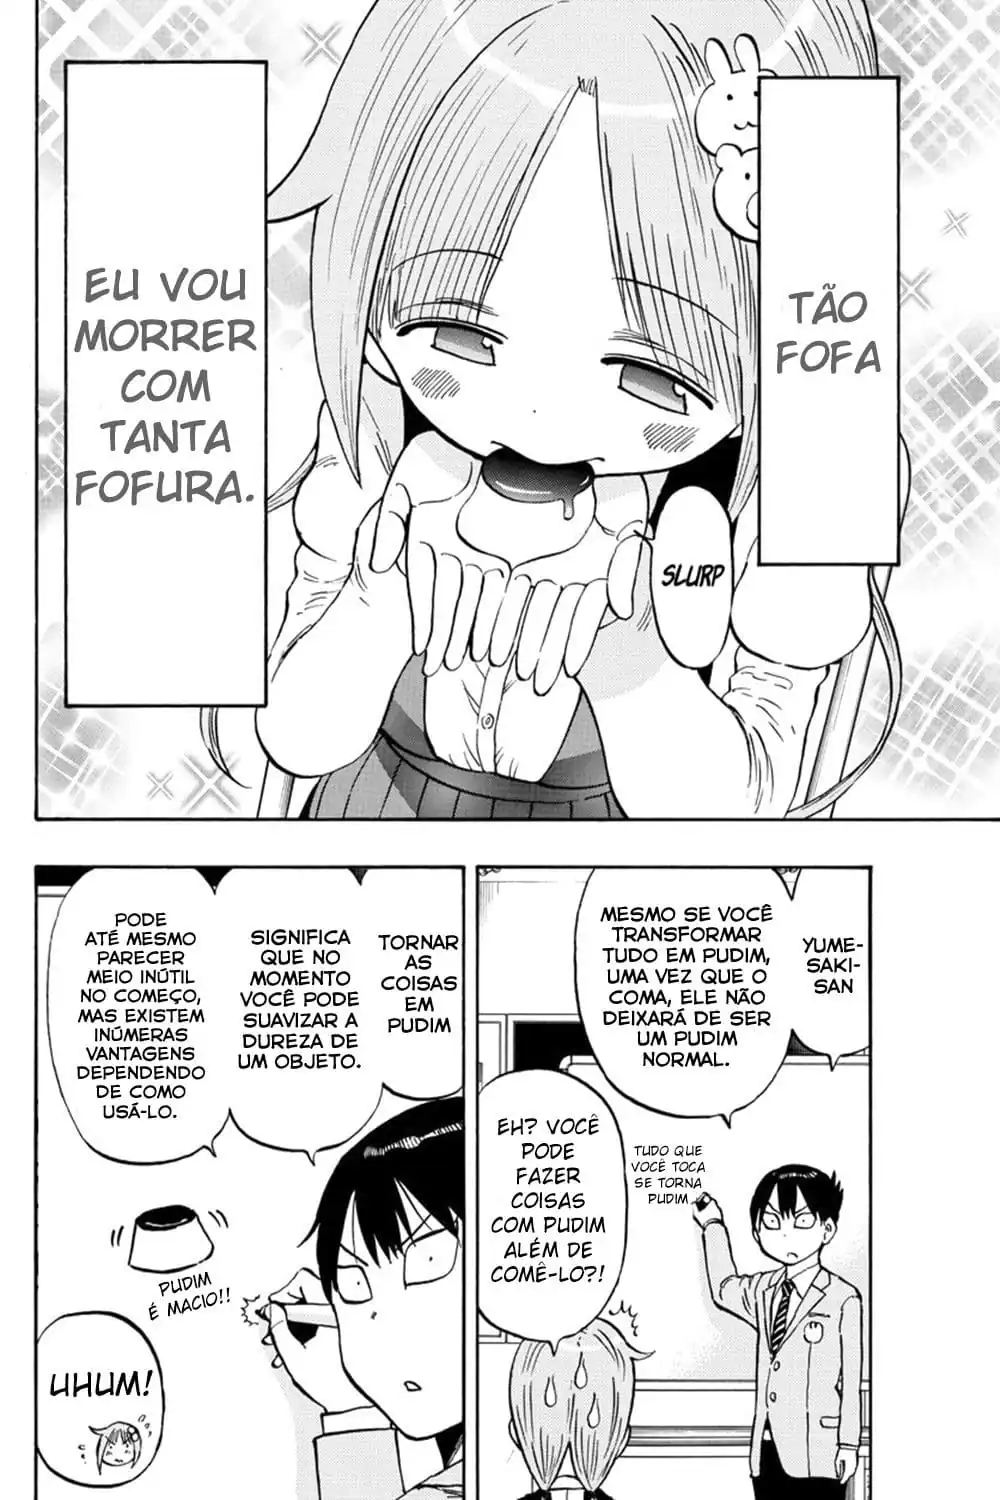 TÃO
FOFA
EU VOU
MORRER
COM
TANTA
FOFURA.
SLURP
YUME-
SAKI-
SAN
MESMO SE VOCÊ
TRANSFORMAR
TUDO EM PUDIM,
UMA VEZ QUE O
COMA, ELE NÃO
DEIXARÁ DE SER
UM PUDIM
NORMAL.
TUDO QUE
VOCÊ TOCA
SE TORNA
PUDIM
EH? VOCÊ
PODE
FAZER
COISAS
COM PUDIM
ALÉM DE
COMÊ-LO?!
TORNAR
AS
COISAS
EM
PUDIM
SIGNIFICA
QUE NO
MOMENTO
VOCÊ PODE
SUAVIZAR A
DUREZA DE
UM OBJETO.
PODE
ATÉ MESMO
PARECER
MEIO INÚTIL
NO COMEÇO,
MAS EXISTEM
INÚMERAS
VANTAGENS
DEPENDENDO
DE COMO
USÁ-LO.
PUDIM
É MACIO!!
UHUM!